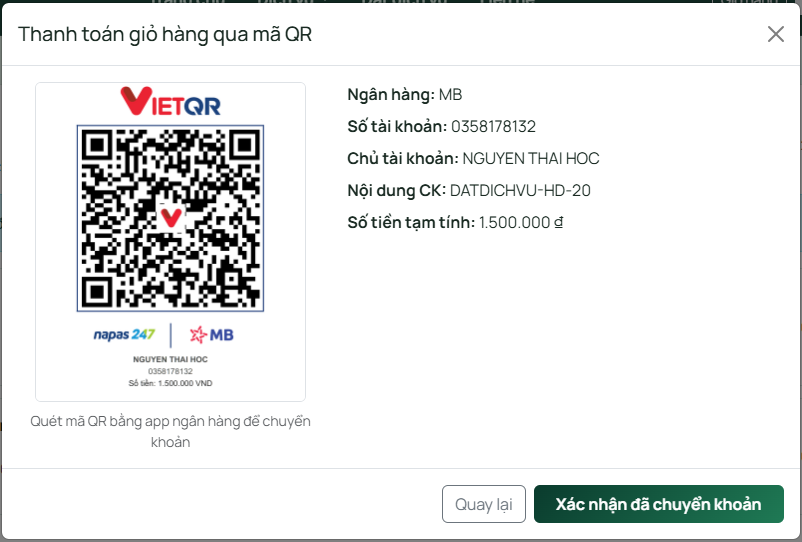 Thanh toán giỏ hàng qua mã QR
VIETQR
napas 247 | MB
NGUYEN THAI HOC
0358178132
Số tiền: 1.500.000 VND
Quét mã QR bằng app ngân hàng để chuyển
khoản
Ngân hàng: MB
Số tài khoản: 0358178132
Chủ tài khoản: NGUYEN THAI HOC
Nội dung CK: DATDICHVU-HD-20
Số tiền tạm tính: 1.500.000 ₫
Quay lại
Xác nhận đã chuyển khoản